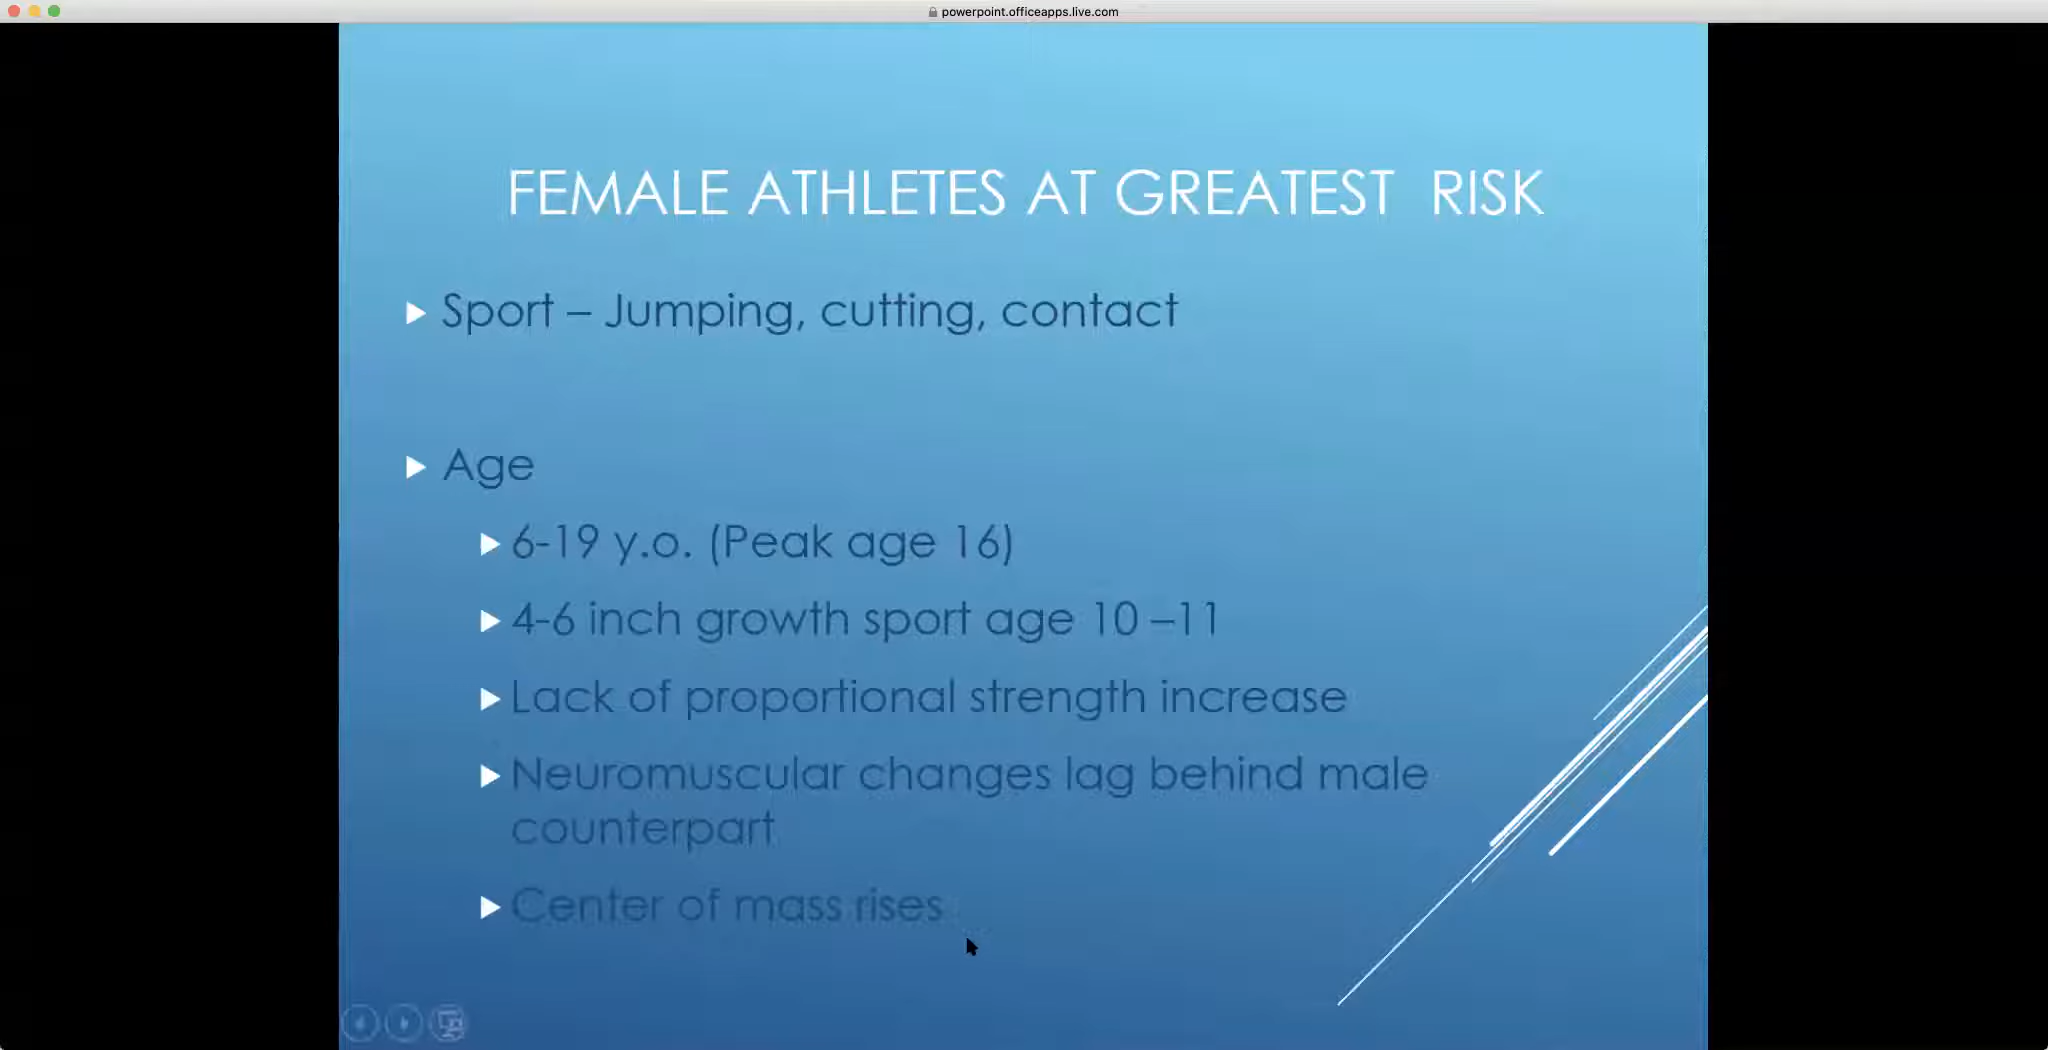 powerpoint.officeapps.live.com
FEMALE ATHLETES AT GREATEST RISK
Sport – Jumping, cutting, contact
Age
6-19 y.o. (Peak age 16)
4-6 inch growth sport age 10 –11
Lack of proportional strength increase
Neuromuscular changes lag behind male
counterpart
Center of mass rises